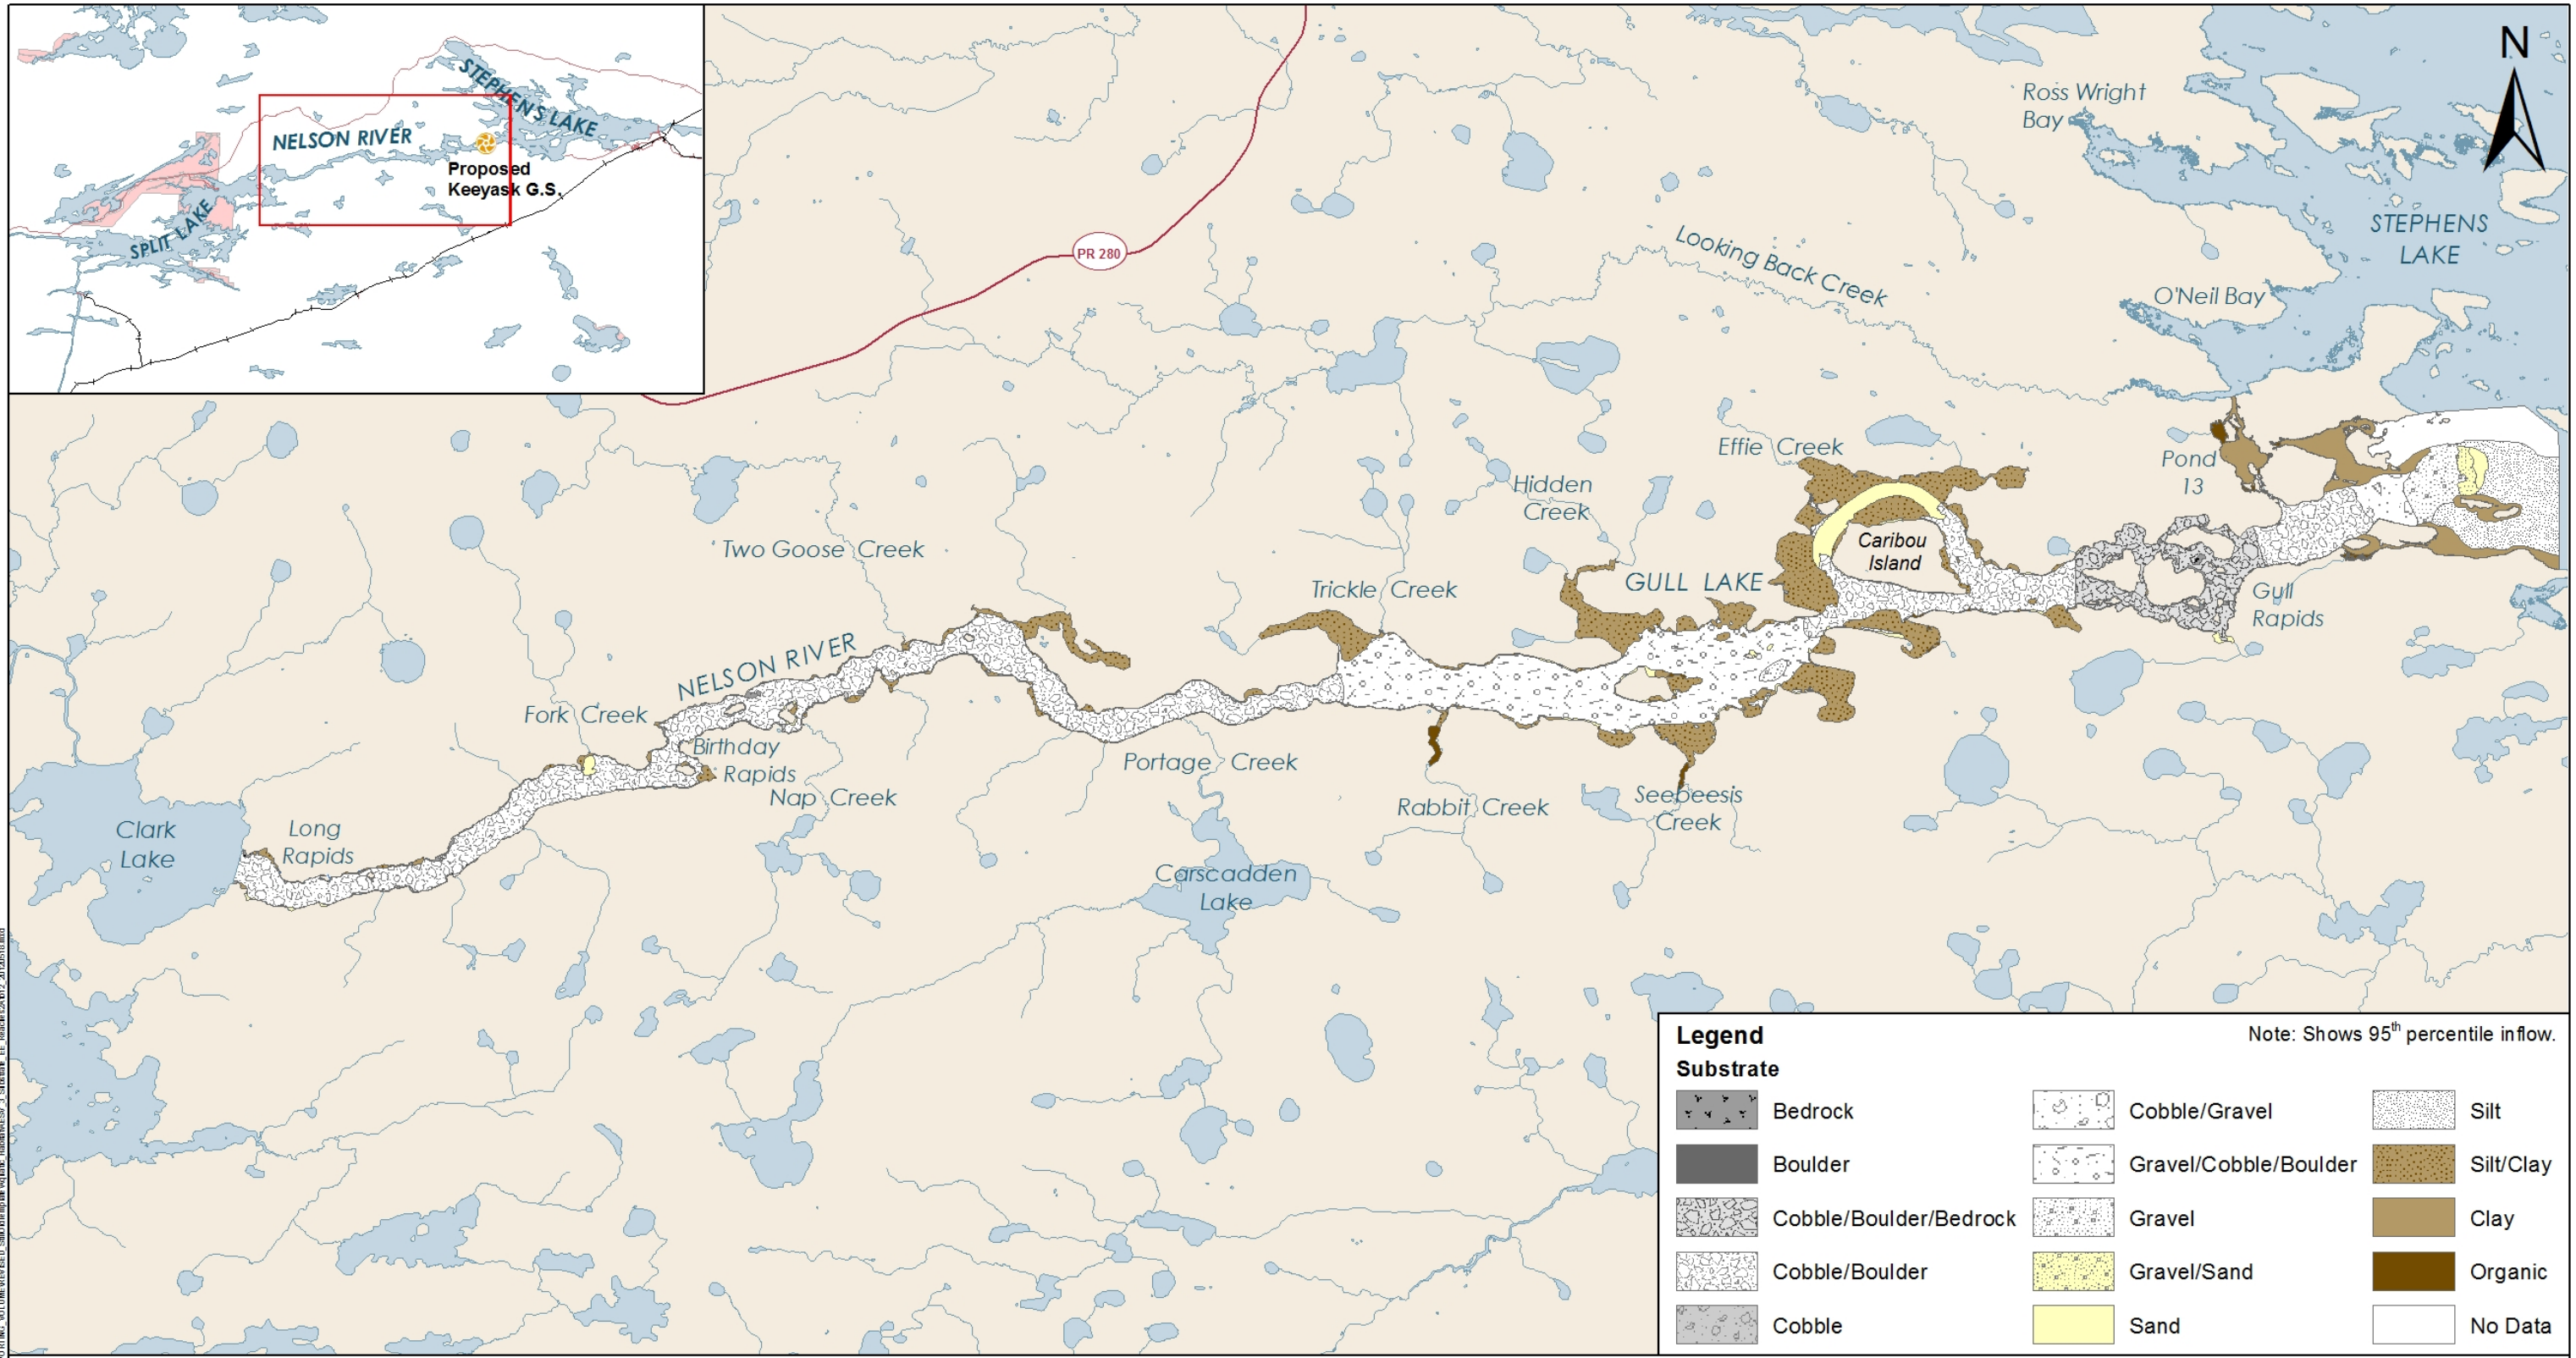 STEPHENS LAKE
NELSON RIVER
Proposed
Keeyask G.S.
SPLIT LAKE
N
Ross Wright
Bay
PR 280
STEPHENS
LAKE
Looking Back Creek
O'Neil Bay
Effie Creek
Pond
13
Hidden
Creek
Caribou
Island
Two Goose Creek
Trickle Creek
GULL LAKE
Gull
Rapids
NELSON RIVER
Fork Creek
Birthday
Rapids
Portage Creek
Nap Creek
Rabbit Creek
Seebeesis
Creek
Clark
Lake
Long
Rapids
Carscadden
Lake
Legend
Note: Shows 95th percentile inflow.
Substrate
Bedrock
Boulder
Cobble/Boulder/Bedrock
Cobble/Boulder
Cobble
Cobble/Gravel
Gravel/Cobble/Boulder
Gravel
Gravel/Sand
Sand
Silt
Silt/Clay
Clay
Organic
No Data